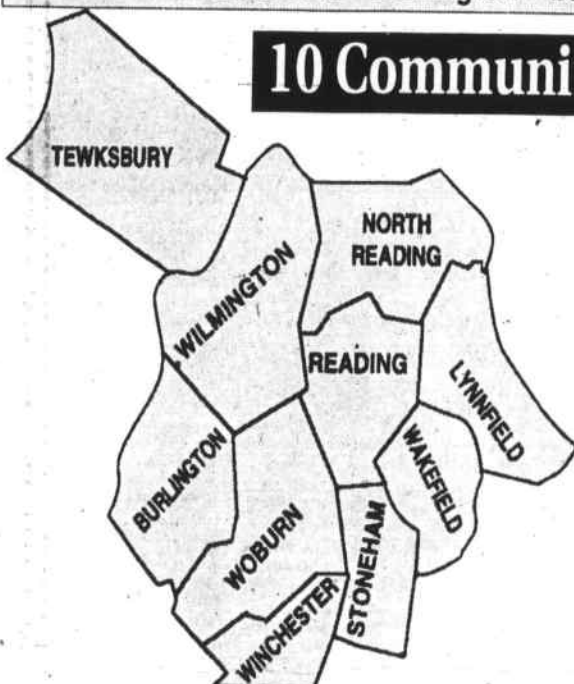 10 Communi
TEWKSBURY
NORTH
READING
WILMINGTON
READING
LYNNFIELD
BURLINGTON
WAKEFIELD
WOBURN
STONEHAM
WINCHESTER